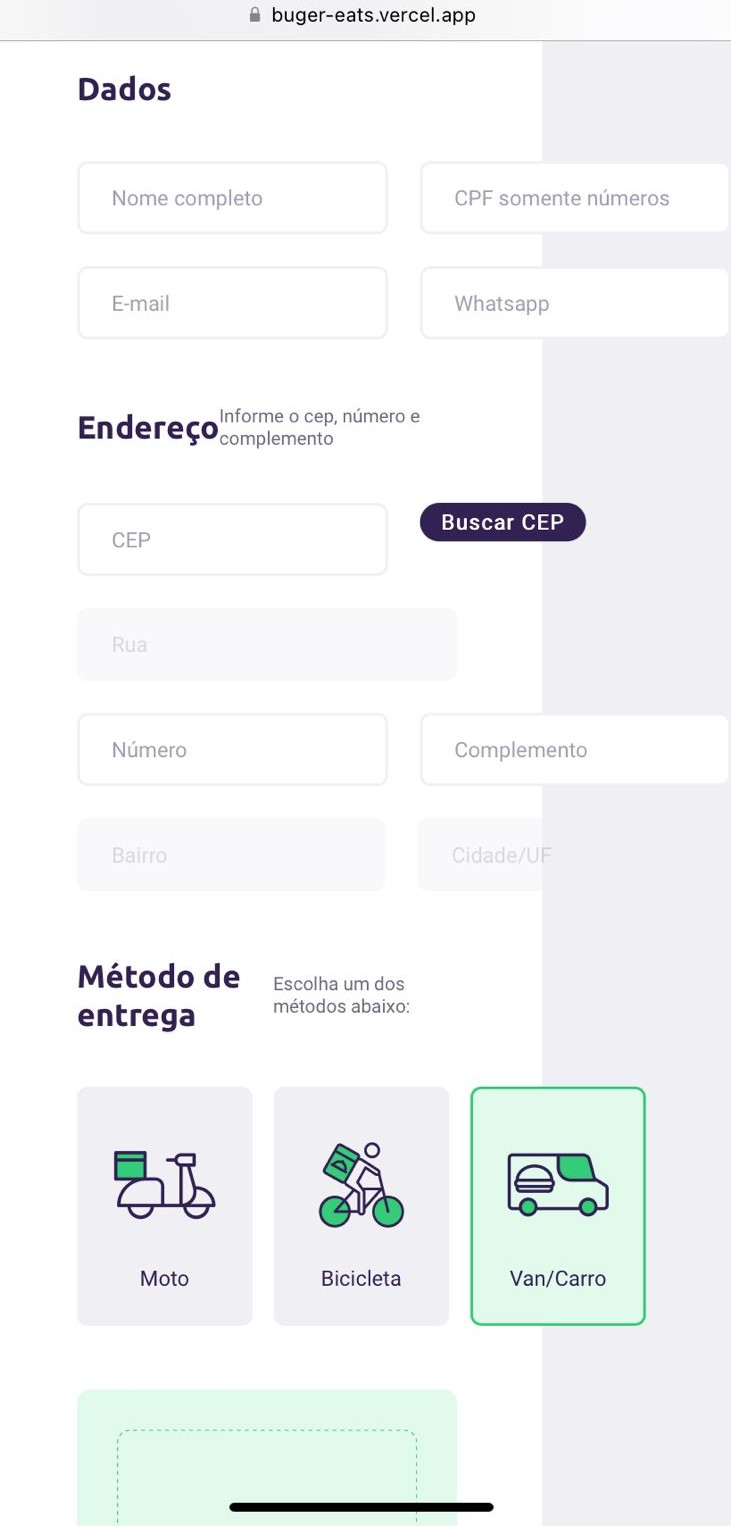 buger-eats.vercel.app
Dados
Nome completo
CPF somente números
E-mail
Whatsapp
Endereço
Informe o cep, número e
complemento
CEP
Buscar CEP
Rua
Número
Complemento
Bairro
Cidade/UF
Método de
entrega
Escolha um dos
métodos abaixo:
Moto
Bicicleta
Van/Carro